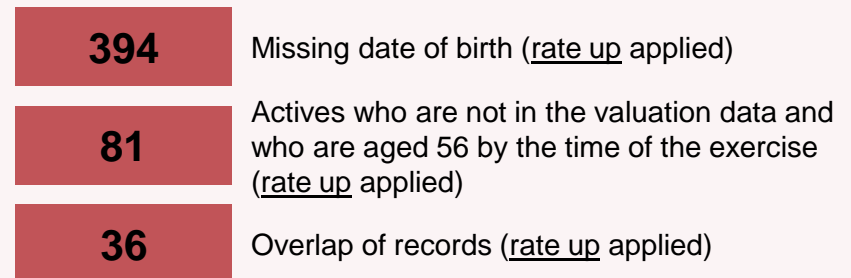 394
Missing date of birth (rate up applied)
81
Actives who are not in the valuation data and
who are aged 56 by the time of the exercise
(rate up applied)
36
Overlap of records (rate up applied)